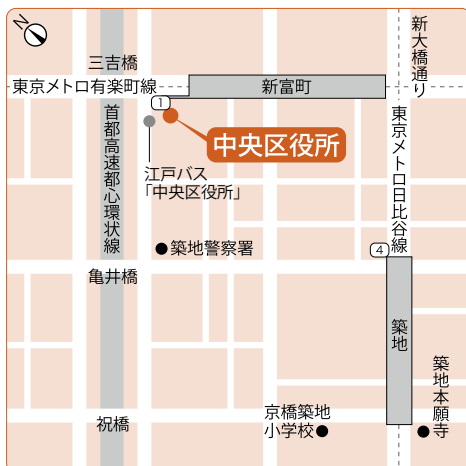 N
新大橋通り
三吉橋
東京メトロ有楽町線
新富町
1
中央区役所
首都高速都心環状線
東京メトロ日比谷線
江戸バス
「中央区役所」
築地警察署
4
亀井橋
築地
築地本願寺
京橋築地
小学校
祝橋